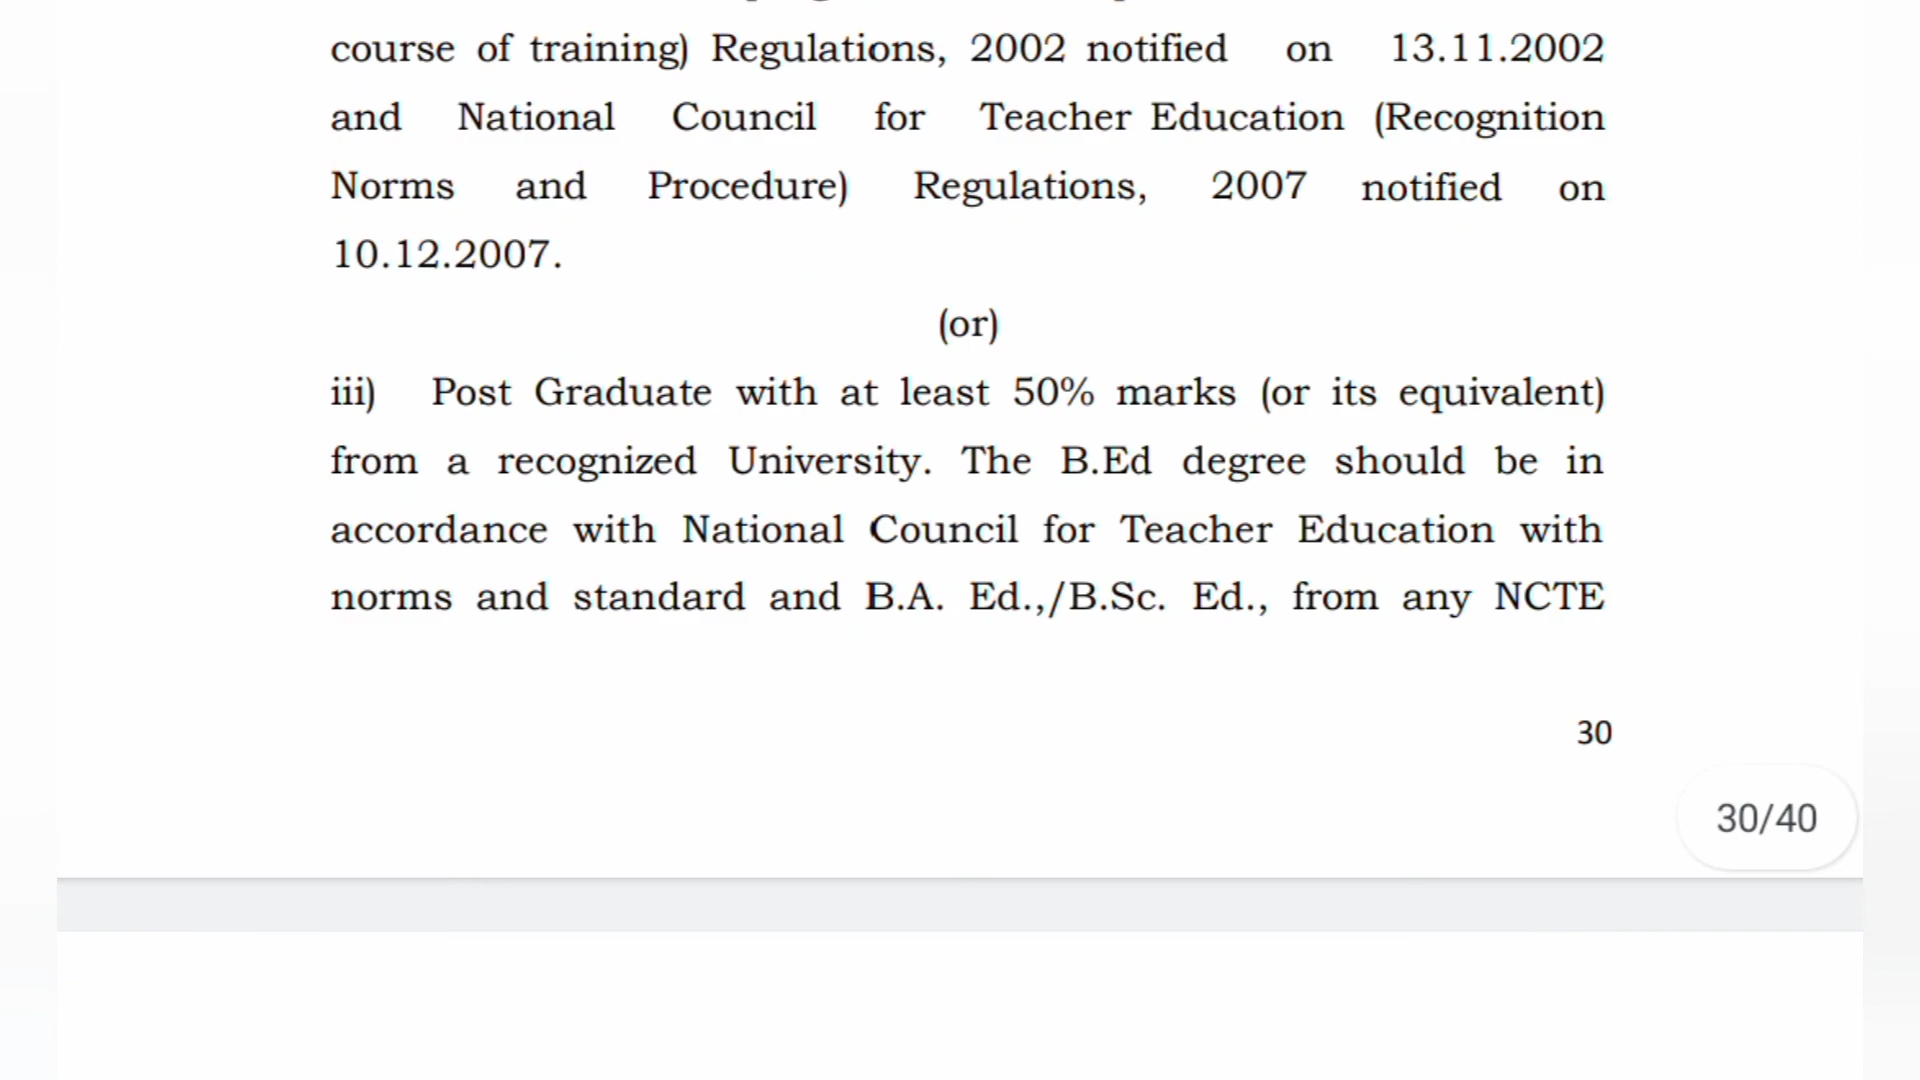 course of training) Regulations, 2002 notified on 13.11.2002
and National Council for Teacher Education (Recognition
Norms and Procedure) Regulations, 2007 notified on
10.12.2007.
(or)
iii) Post Graduate with at least 50% marks (or its equivalent)
from a recognized University. The B.Ed degree should be in
accordance with National Council for Teacher Education with
norms and standard and B.A. Ed.,/B.Sc. Ed., from any NCTE
30
30/40